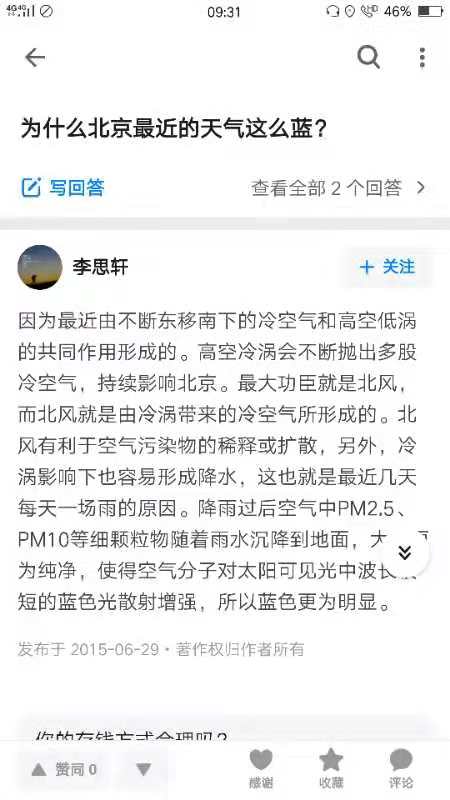 4G 4G
09:31
46%
为什么北京最近的天气这么蓝？
写回答
查看全部 2 个回答
李思轩
+ 关注
因为最近由不断东移南下的冷空气和高空低涡
的共同作用形成的。高空冷涡会不断抛出多股
冷空气，持续影响北京。最大功臣就是北风，
而北风就是由冷涡带来的冷空气所形成的。北
风有利于空气污染物的稀释或扩散，另外，冷
涡影响下也容易形成降水，这也就是最近几天
每天一场雨的原因。降雨过后空气中PM2.5、
PM10等细颗粒物随着雨水沉降到地面，大
为纯净，使得空气分子对太阳可见光中波长
短的蓝色光散射增强，所以蓝色更为明显。
发布于 2015-06-29 · 著作权归作者所有
你的存钱方式合理吗？
赞同 0
感谢
收藏
评论